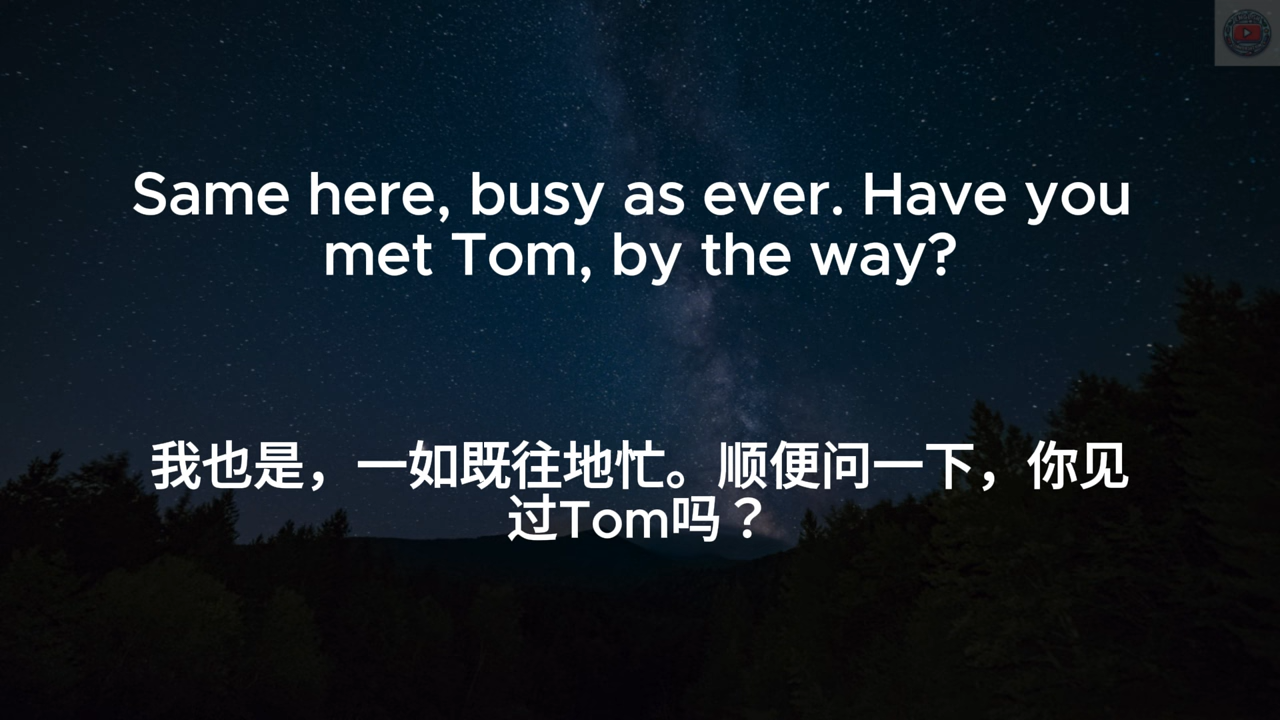 Same here, busy as ever. Have you
met Tom, by the way?
我也是，一如既往地忙。顺便问一下，你见
过Tom吗？